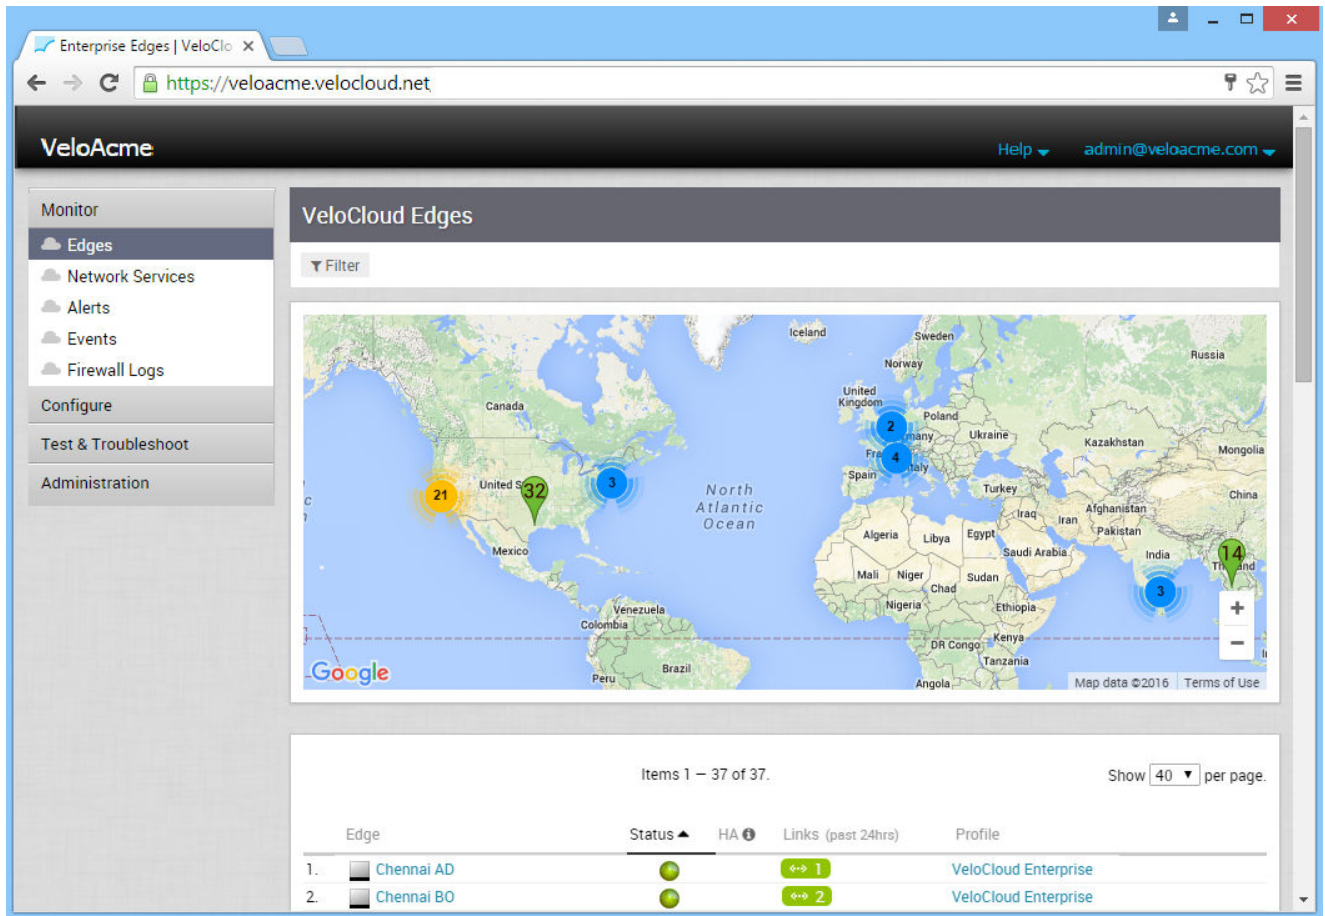 Enterprise Edges | VeloClo
https://veloacme.velocloud.net
VeloAcme
Help
admin@veloacme.com
Monitor
Edges
Network Services
Alerts
Events
Firewall Logs
Configure
Test & Troubleshoot
Administration
VeloCloud Edges
Filter
Iceland
Sweden
Norway
Russia
United
Kingdom
Canada
Poland
2
many
Ukraine
Kazakhstan
Mongolia
Fra
4
taly
Spain
21
United S
32
3
North
Atlantic
Ocean
Turkey
China
Afghanistan
Iraq
Iran
Pakistan
Algeria
Libya
Egypt
Mexico
Saudi Arabia
India
14
Th
nd
Mali
Niger
Chad
Sudan
3
Nigeria
Ethiopia
Venezuela
Colombia
+
DR Congo
Kenya
−
Tanzania
Google
Peru
Brazil
Angola
Map data ©2016
Terms of Use
Items 1 – 37 of 37.
Show 40 per page.
Edge Status HA Links (past 24hrs) Profile
1. Chennai AD 1 VeloCloud Enterprise
2. Chennai BO 2 VeloCloud Enterprise